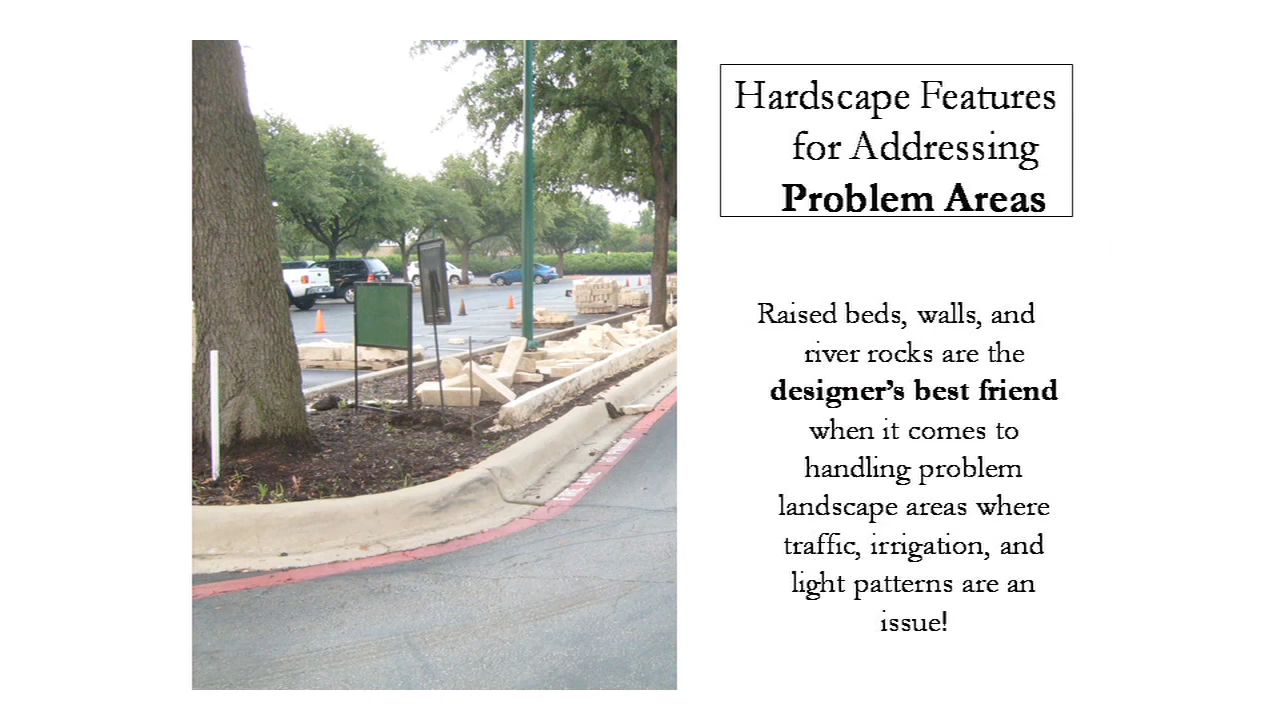 Hardscape Features
for Addressing
Problem Areas
Raised beds, walls, and
river rocks are the
designer's best friend
when it comes to
handling problem
landscape areas where
traffic, irrigation, and
light patterns are an
issue!